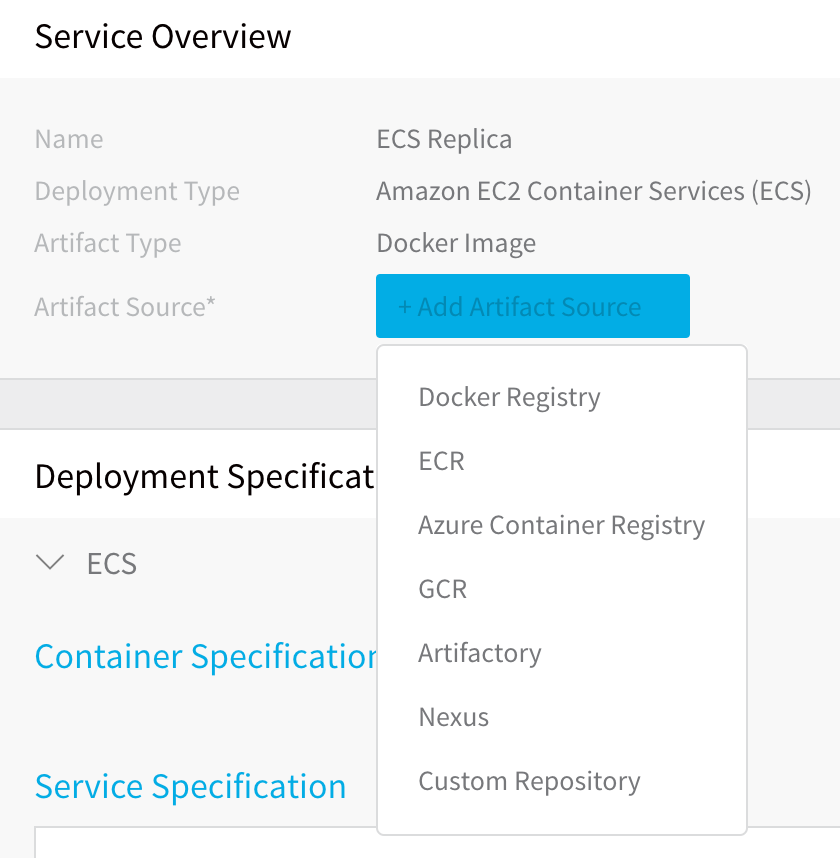 Service Overview
Name ECS Replica
Deployment Type Amazon EC2 Container Services (ECS)
Artifact Type Docker Image
Artifact Source* + Add Artifact Source
Docker Registry
ECR
Azure Container Registry
GCR
Artifactory
Nexus
Custom Repository
Deployment Specificat
ECS
Container Specification
Service Specification